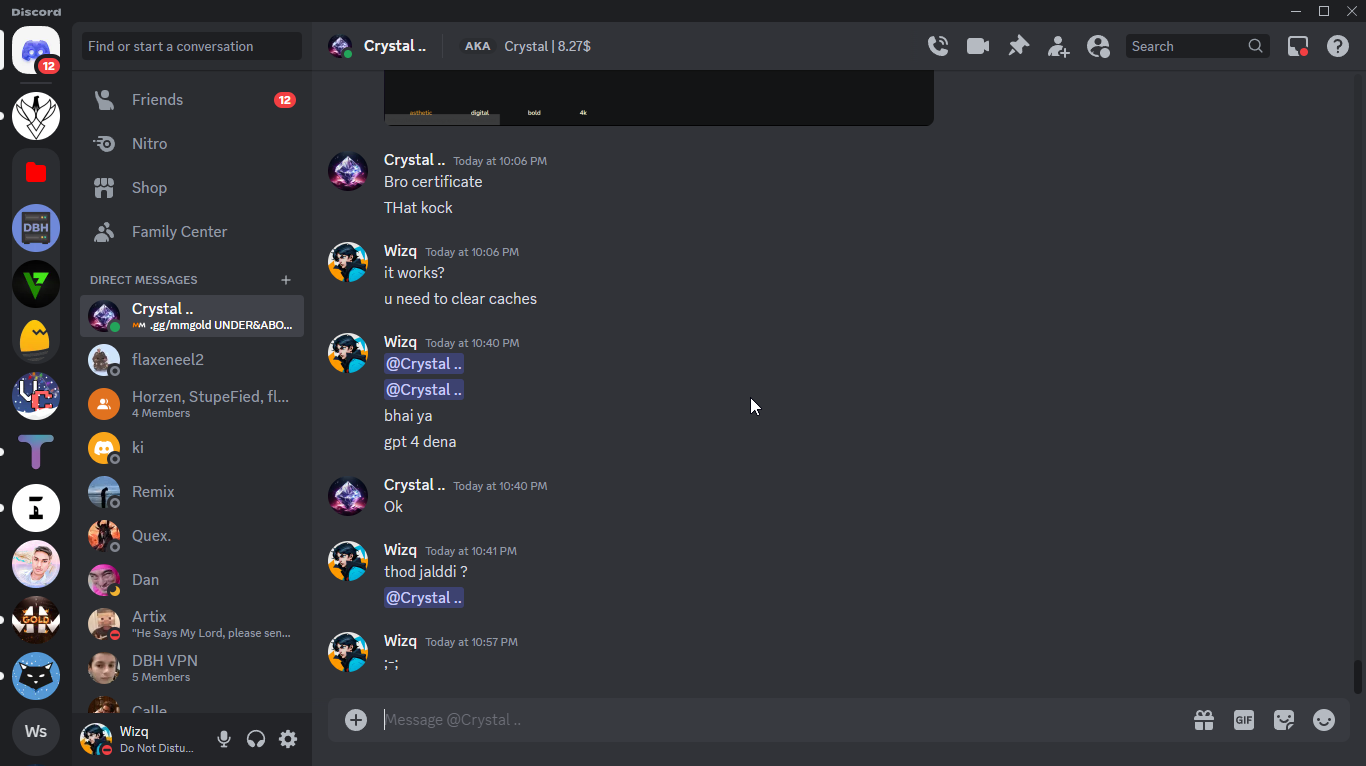 Discord
12
Find or start a conversation
Crystal ..
AKA
Crystal | 8.27$
Search
Friends
12
Nitro
Shop
Family Center
DIRECT MESSAGES
Crystal ..
MM .gg/mmgold UNDER&ABO...
flaxeneel2
Horzen, StupeFied, fl...
4 Members
ki
Remix
Quex.
Dan
Artix
"He Says My Lord, please sen...
DBH VPN
5 Members
Calle
Wizq
Do Not Distu...
DBH
GOLD
Ws
asthetic digital bold 4k
Crystal .. Today at 10:06 PM
Bro certificate
THat kock
Wizq Today at 10:06 PM
it works?
u need to clear caches
Wizq Today at 10:40 PM
@Crystal ..
@Crystal ..
bhai ya
gpt 4 dena
Crystal .. Today at 10:40 PM
Ok
Wizq Today at 10:41 PM
thod jalddi ?
@Crystal ..
Wizq Today at 10:57 PM
;-;
Message @Crystal ..
GIF